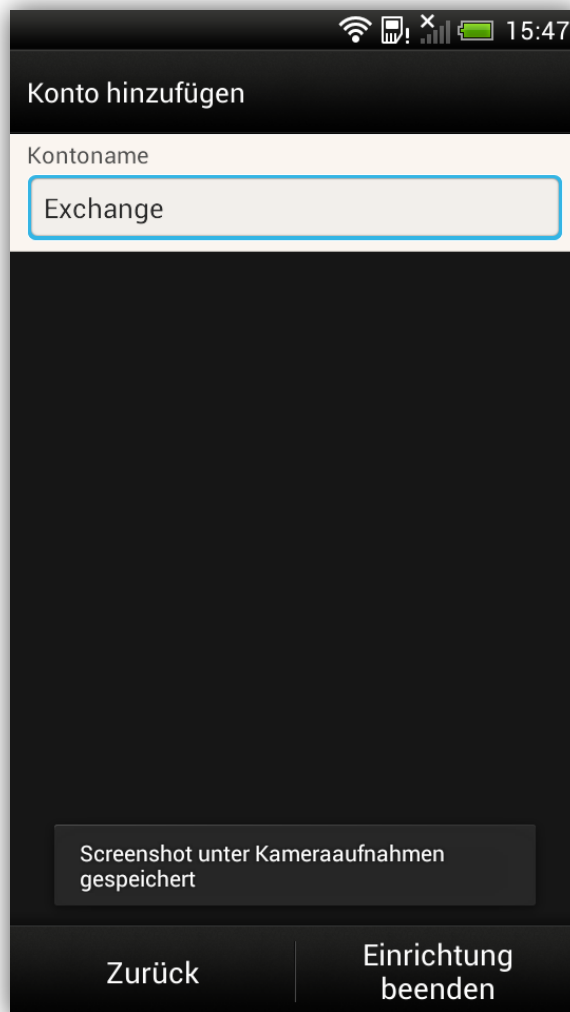 15:47
Konto hinzufügen
Kontoname
Exchange
Screenshot unter Kameraaufnahmen
gespeichert
Zurück
Einrichtung
beenden